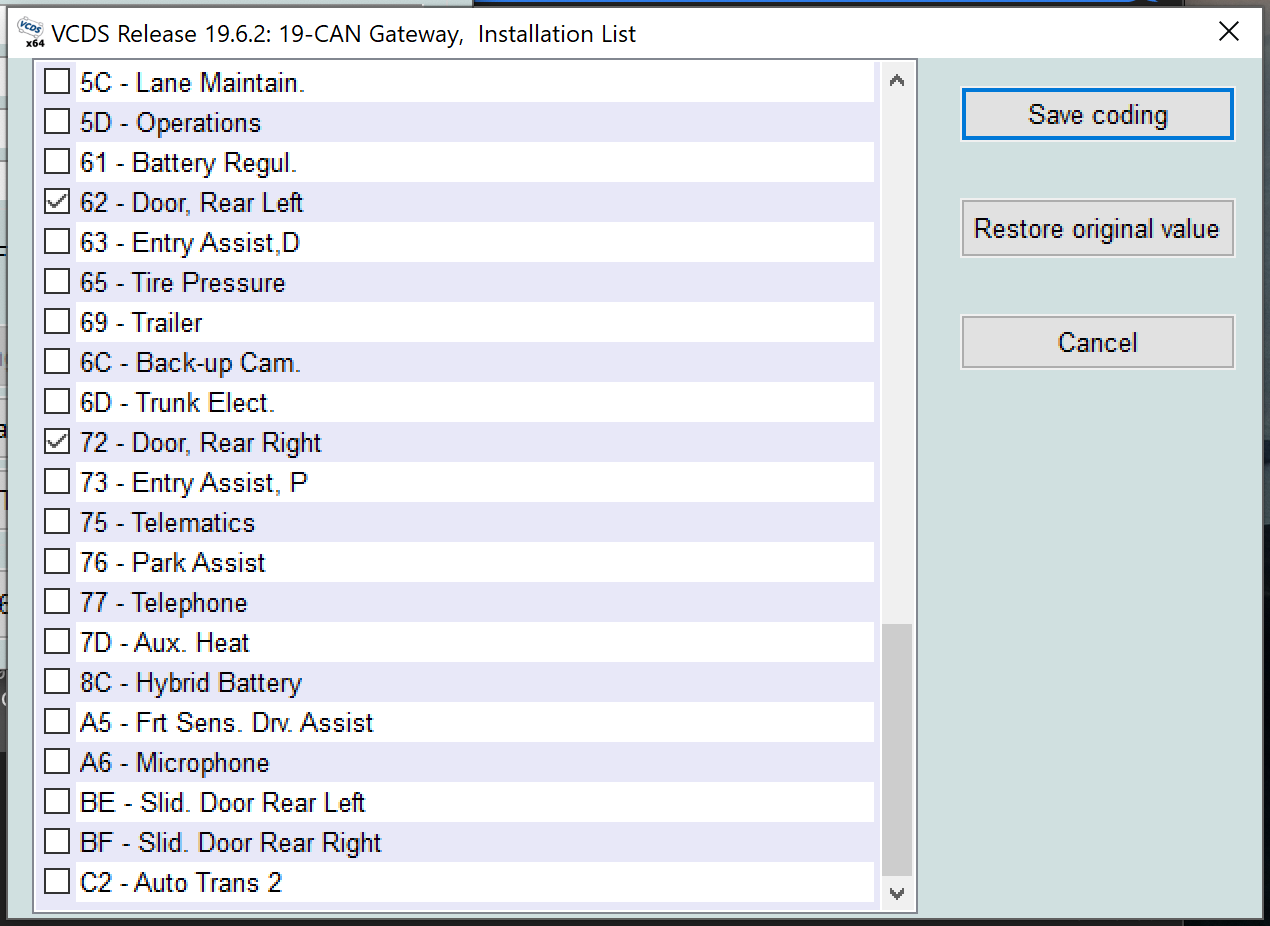 VCDS
x64
VCDS Release 19.6.2: 19-CAN Gateway,  Installation List
5C - Lane Maintain.
5D - Operations
61 - Battery Regul.
62 - Door, Rear Left
63 - Entry Assist,D
65 - Tire Pressure
69 - Trailer
6C - Back-up Cam.
6D - Trunk Elect.
72 - Door, Rear Right
73 - Entry Assist, P
75 - Telematics
76 - Park Assist
77 - Telephone
7D - Aux. Heat
8C - Hybrid Battery
A5 - Frt Sens. Drv. Assist
A6 - Microphone
BE - Slid. Door Rear Left
BF - Slid. Door Rear Right
C2 - Auto Trans 2
Save coding
Restore original value
Cancel